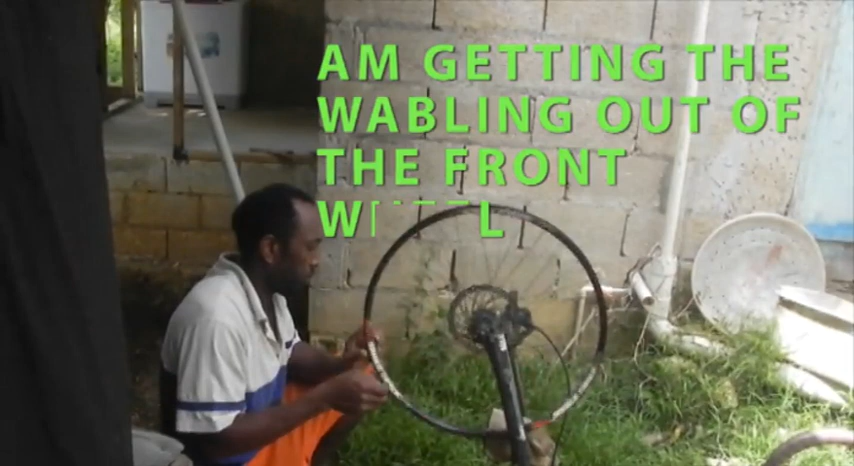 AM GETTING THE
WABLING OUT OF
THE FRONT